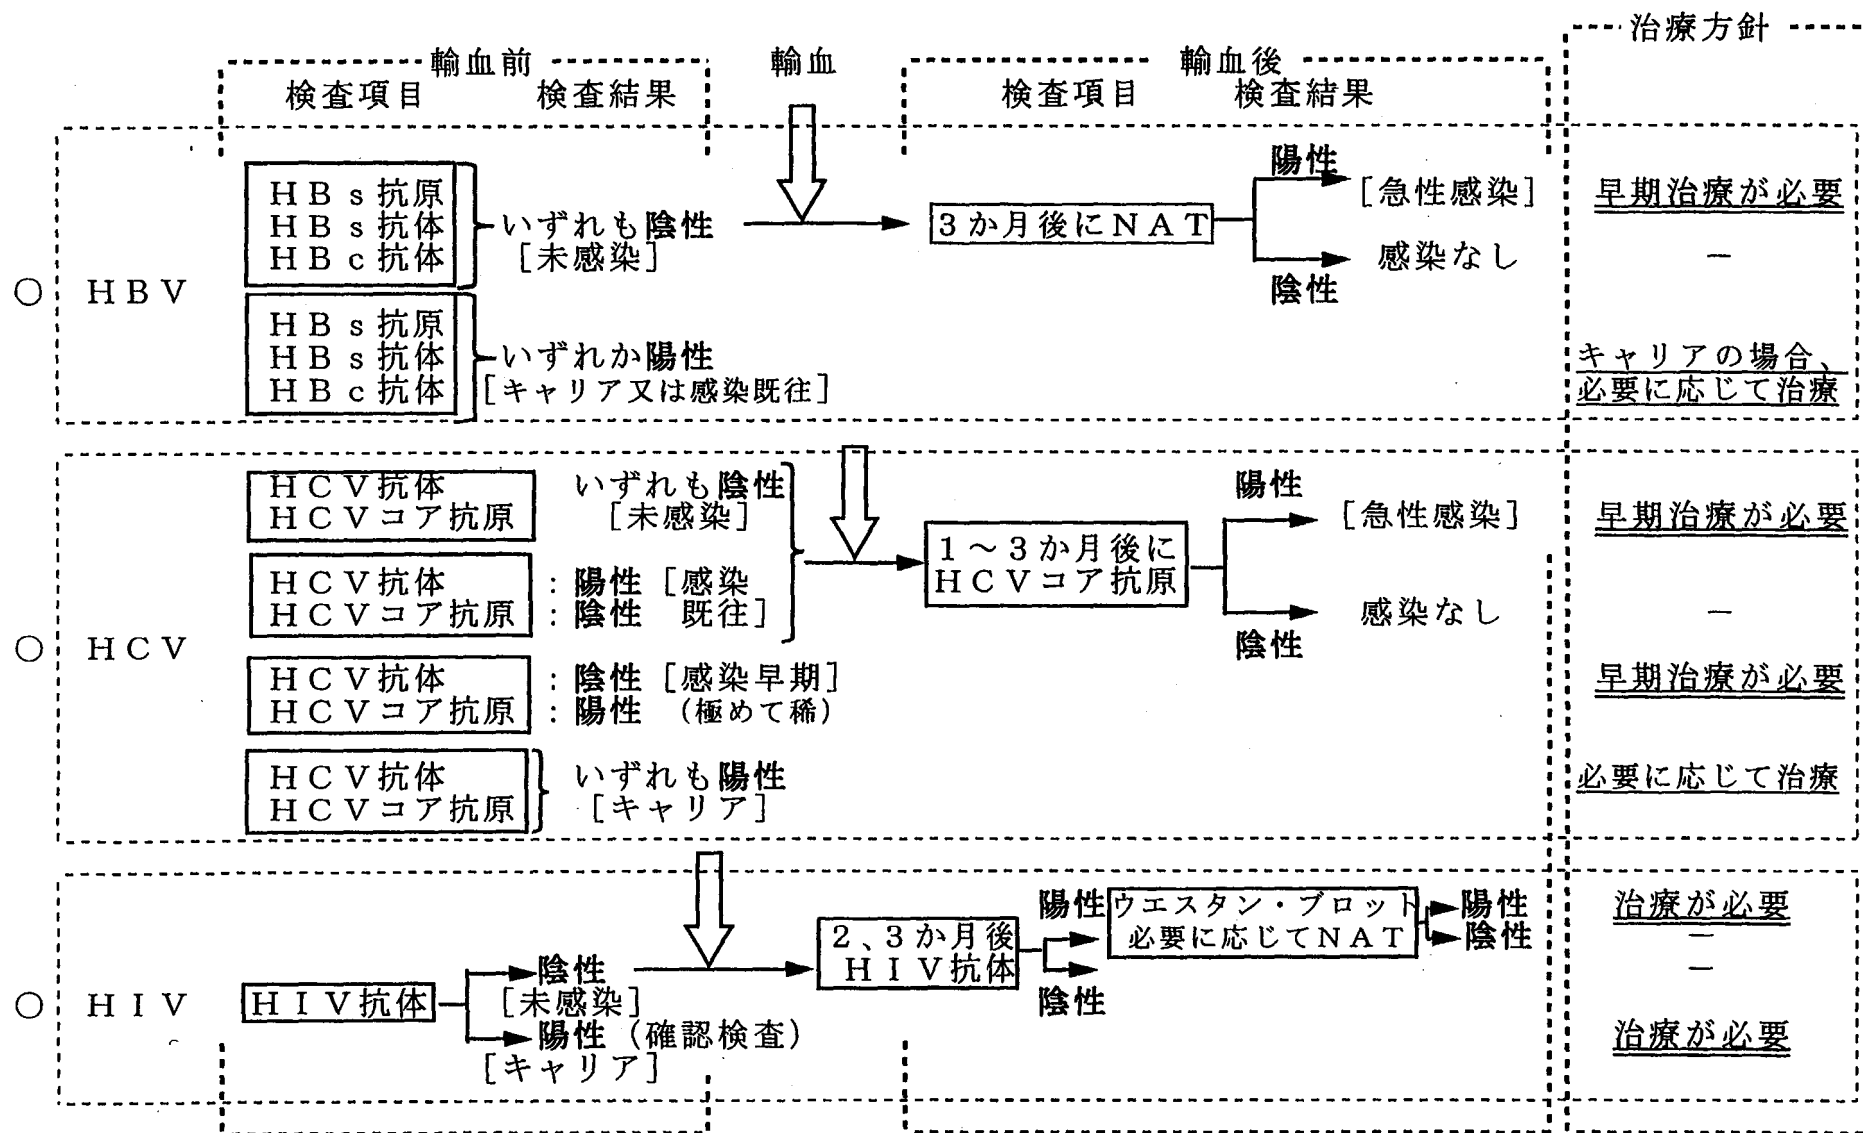 治療方針
輸血前
輸血
輸血後
検査項目 検査結果
検査項目 検査結果
○ HBV
HBs抗原
HBs抗体
HBc抗体
いずれも陰性
[未感染]
3か月後にNAT
陽性
[急性感染]
早期治療が必要
感染なし
－
陰性
HBs抗原
HBs抗体
HBc抗体
いずれか陽性
[キャリア又は感染既往]
キャリアの場合、
必要に応じて治療
○ HCV
HCV抗体
HCVコア抗原
いずれも陰性
[未感染]
HCV抗体 :陽性 [感染
HCVコア抗原 :陰性 既往]
1～3か月後に
HCVコア抗原
陽性
[急性感染]
早期治療が必要
感染なし
－
陰性
HCV抗体 :陰性 [感染早期]
HCVコア抗原 :陽性 (極めて稀)
早期治療が必要
HCV抗体
HCVコア抗原
いずれも陽性
[キャリア]
必要に応じて治療
○ HIV
HIV抗体
陰性
[未感染]
陽性(確認検査)
[キャリア]
2、3か月後
HIV抗体
陽性
陰性
ウエスタン・ブロット
必要に応じてNAT
陽性
陰性
治療が必要
－
－
治療が必要